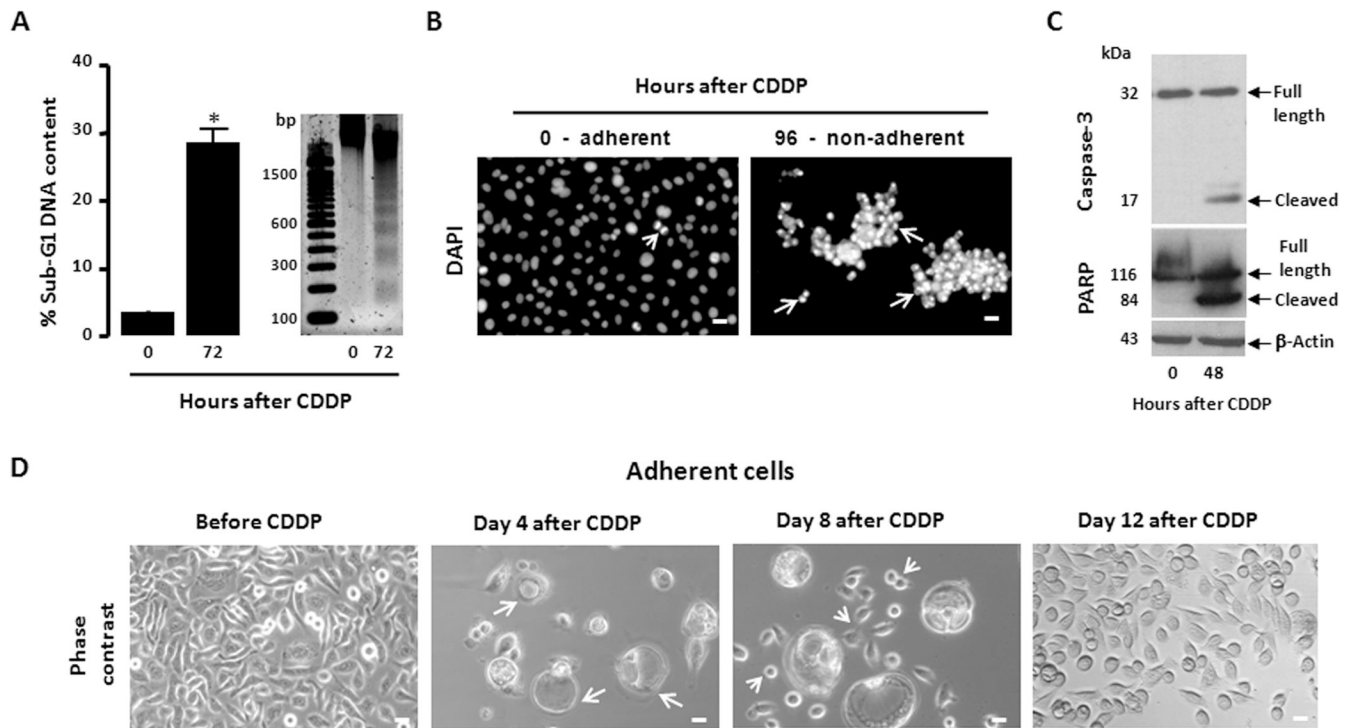 A
% Sub-G1 DNA content
40
30
20
10
0
*
0
72
bp
1500
600
300
100
0 72
Hours after CDDP
B
Hours after CDDP
0 - adherent
96 - non-adherent
DAPI
C
kDa
Caspase-3
32
Full
length
17
Cleaved
PARP
Full
length
116
84
Cleaved
43
β-Actin
0 48
Hours after CDDP
D
Adherent cells
Before CDDP
Day 4 after CDDP
Day 8 after CDDP
Day 12 after CDDP
Phase
contrast